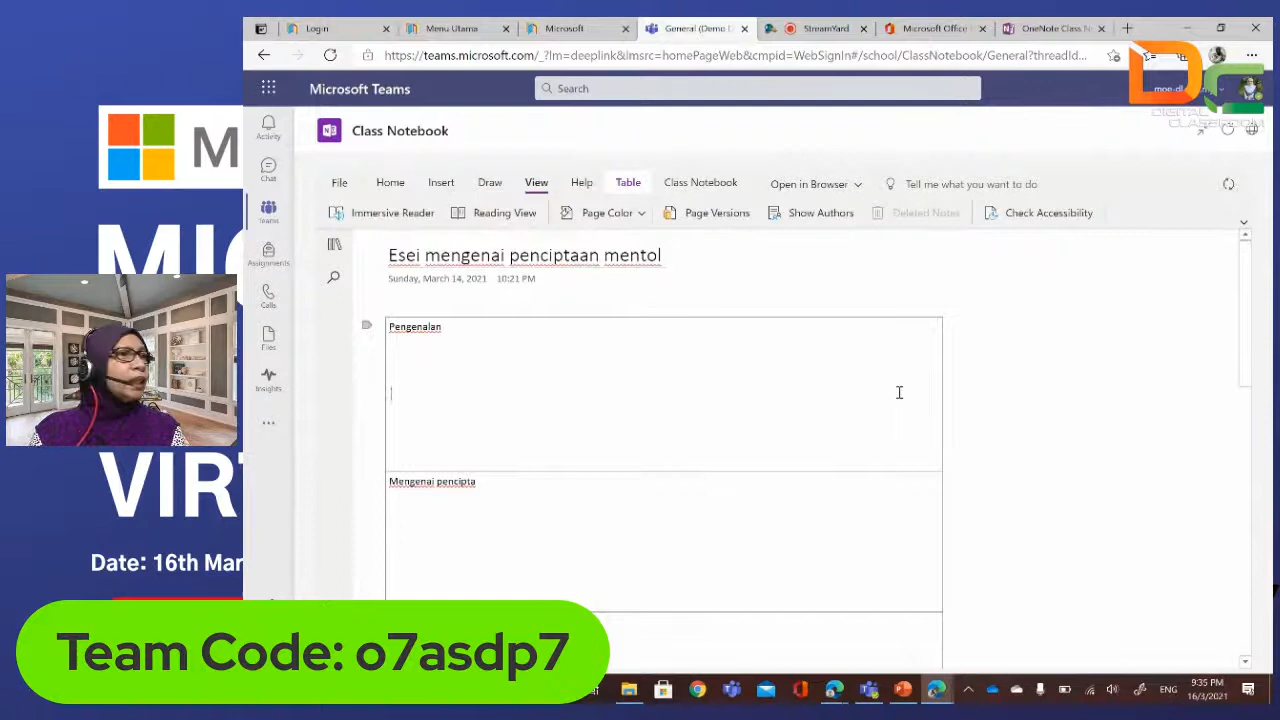 Login
Menu Utama
Microsoft
General (Demo D
StreamYard
Microsoft Office
OneOneNote Class N
https://teams.microsoft.com/_?lm=deeplink&lmsrc=homePageWeb&cmpid=WebSignIn#/school/ClassNotebook/General?threadId...
Microsoft Teams
Search
DIGITAL
CLASSROOM
Activity
Chat
Teams
Assignments
Calls
Files
Insights
Class Notebook
File Home Insert Draw View Help Table Class Notebook Open in Browser Tell me what you want to do
Immersive Reader Reading View Page Color Page Versions Show Authors Deleted Notes Check Accessibility
Esei mengenai penciptaan mentol
Sunday, March 14, 2021 10:21 PM
Pengenalan
Mengenai pencipta
M
MIC
VIRT
Date: 16th Mar
Team Code: o7asdp7
ENG
9:35 PM
16/3/2021